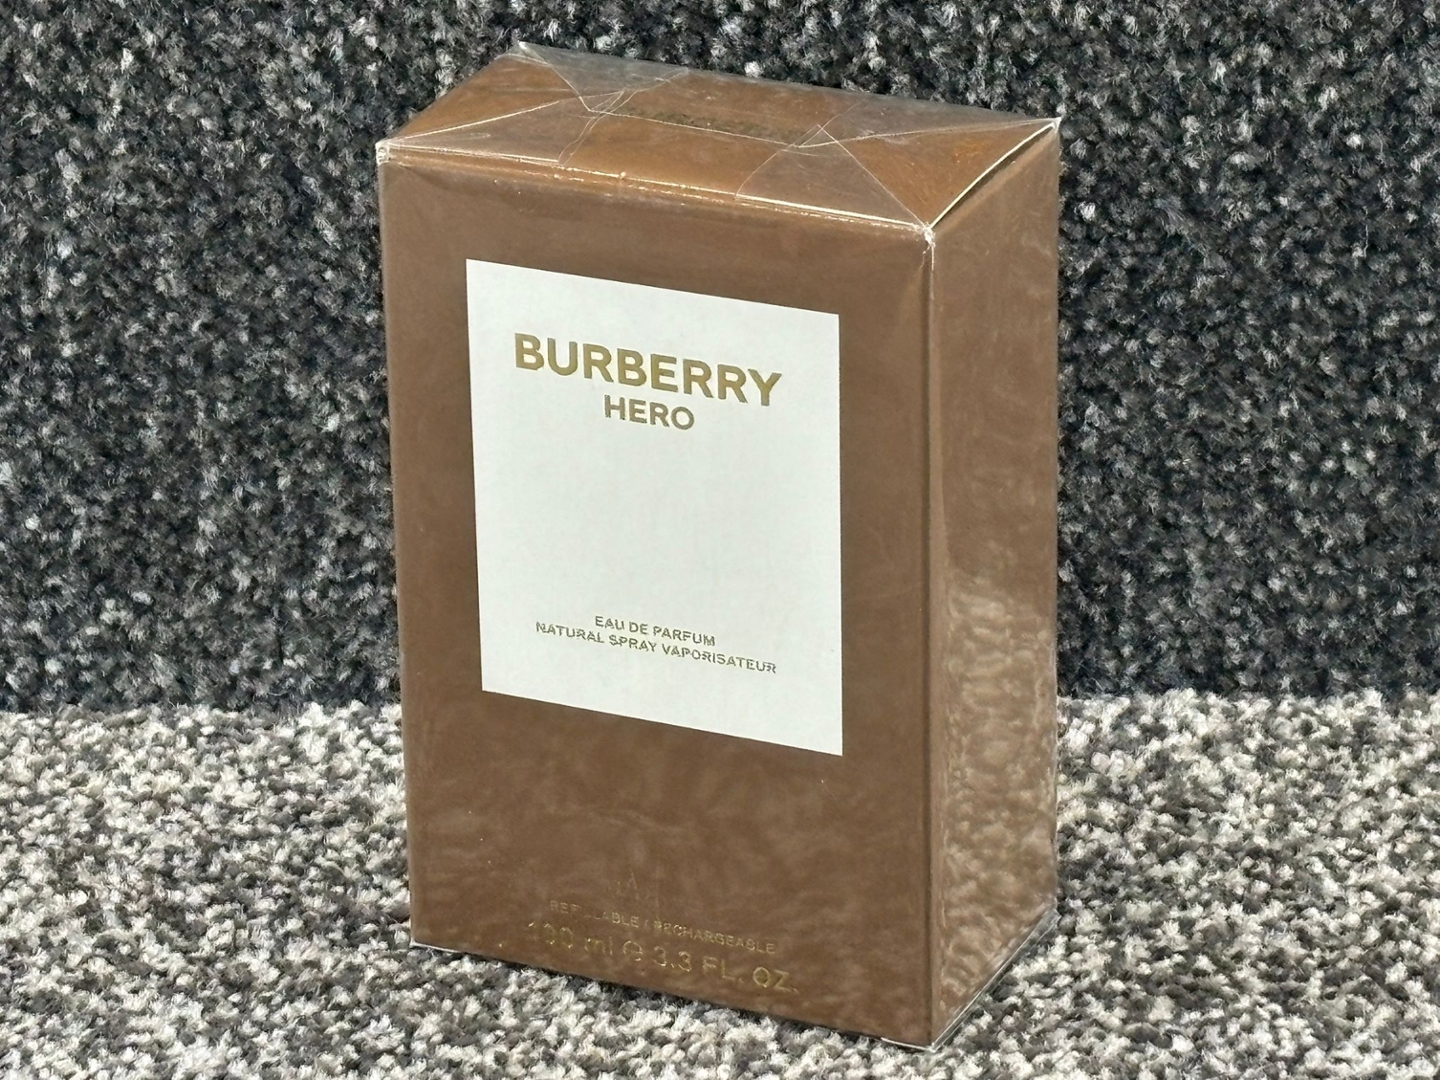 BURBERRY
HERO
EAU DE PARFUM
NATURAL SPRAY VAPORISATEUR
REFILLABLE / RECHARGEABLE
100 ml ℮ 3.3 FL. OZ.